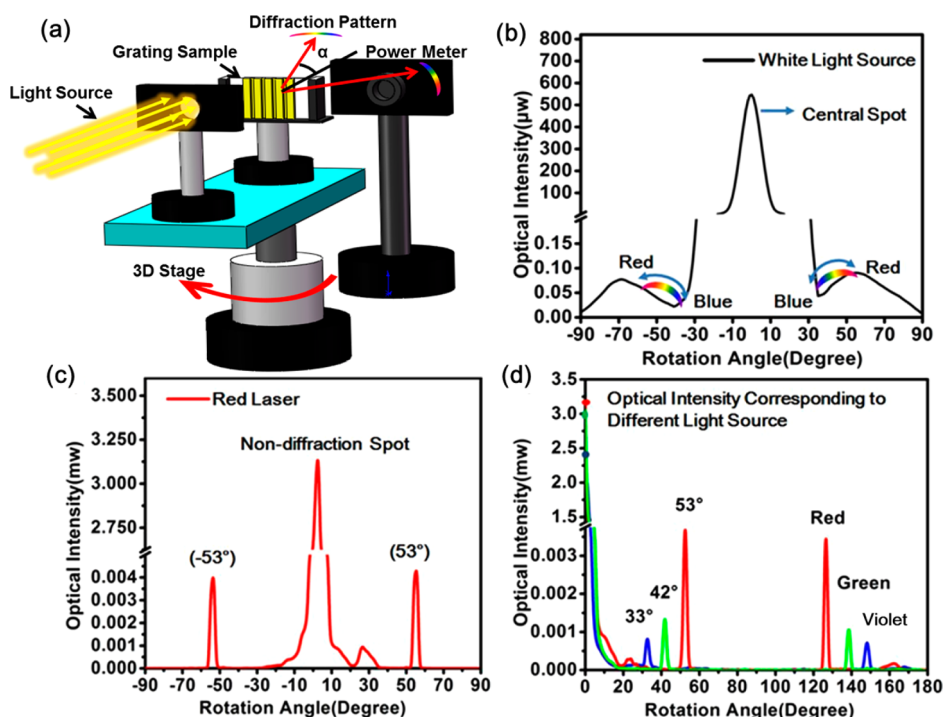 (a)
Diffraction Pattern
Grating Sample
α
Power Meter
Light Source
3D Stage
(b)
White Light Source
Central Spot
Red
Blue
Blue
Red
Optical Intensity(μw)
800
700
600
500
400
300
200
100
0.10
0.05
0.00
-90 -70 -50 -30 -10 10 30 50 70 90
Rotation Angle(Degree)
(c)
Red Laser
Non-diffraction Spot
(-53°)
(53°)
Optical Intensity(mw)
3.500
3.250
3.000
2.750
0.004
0.003
0.002
0.001
0.000
-90 -70 -50 -30 -10 10 30 50 70 90
Rotation Angle(Degree)
(d)
Optical Intensity Corresponding to
Different Light Source
53°
42°
33°
Red
Green
Violet
Optical Intensity(mw)
3.5
3.0
2.5
2.0
1.5
0.003
0.002
0.001
0.000
0 20 40 60 80 100 120 140 160 180
Rotation Angle(Degree)